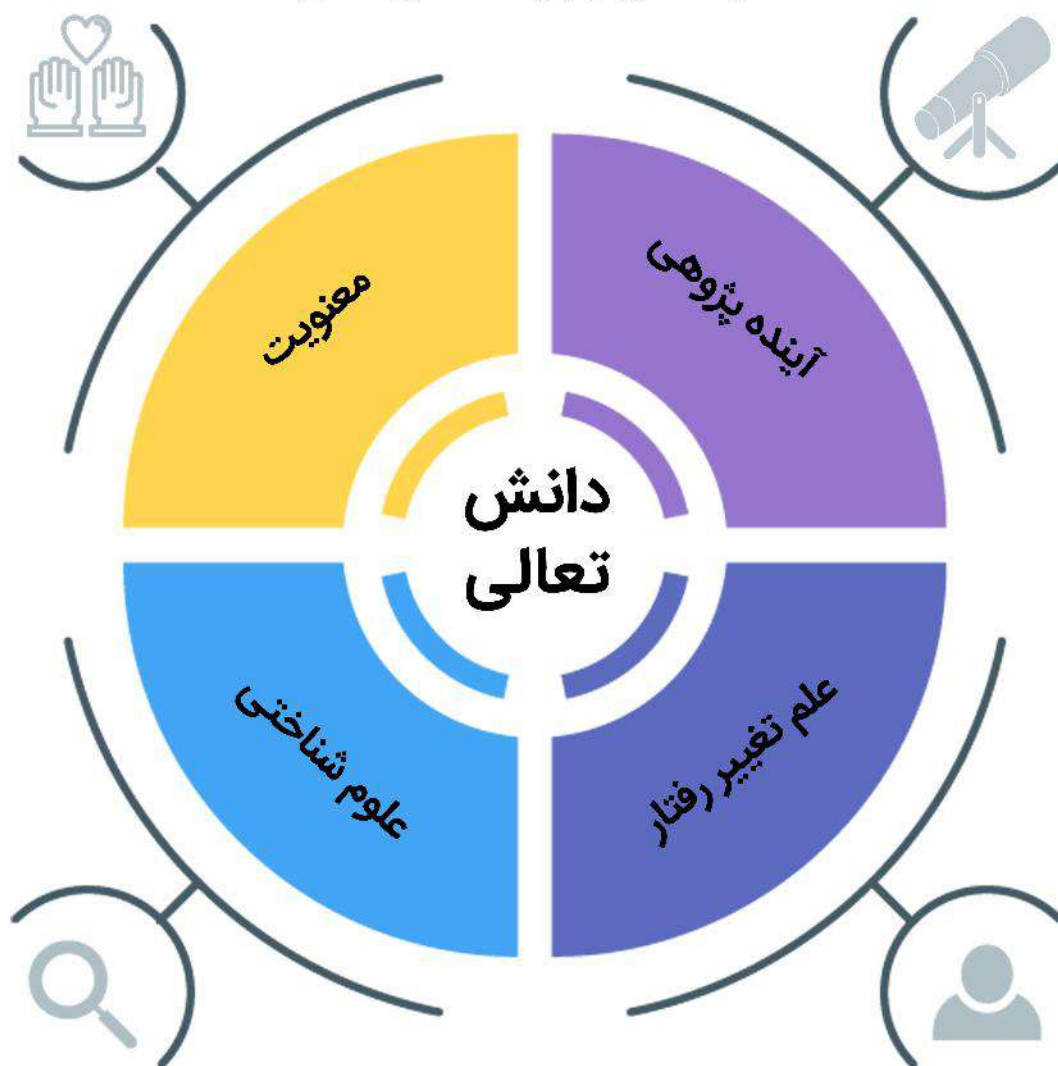 آینده پژوهی
معنویت
دانش
تعالی
علم تغییر رفتار
علوم شناختی